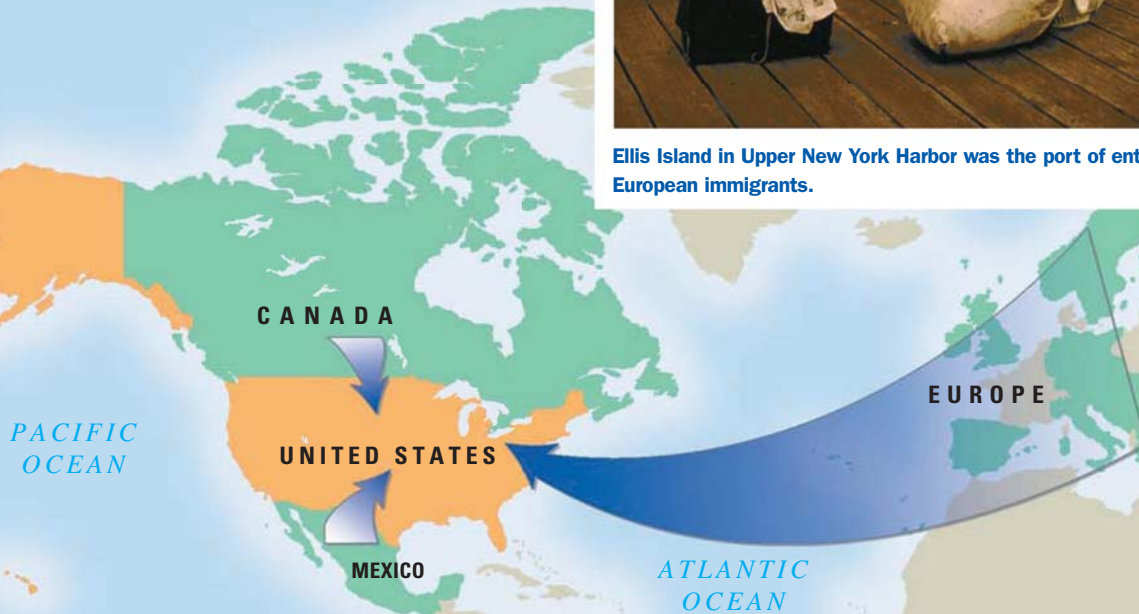 Ellis Island in Upper New York Harbor was the port of ent
European immigrants.
CANADA
EUROPE
PACIFIC
OCEAN
UNITED STATES
MEXICO
ATLANTIC
OCEAN